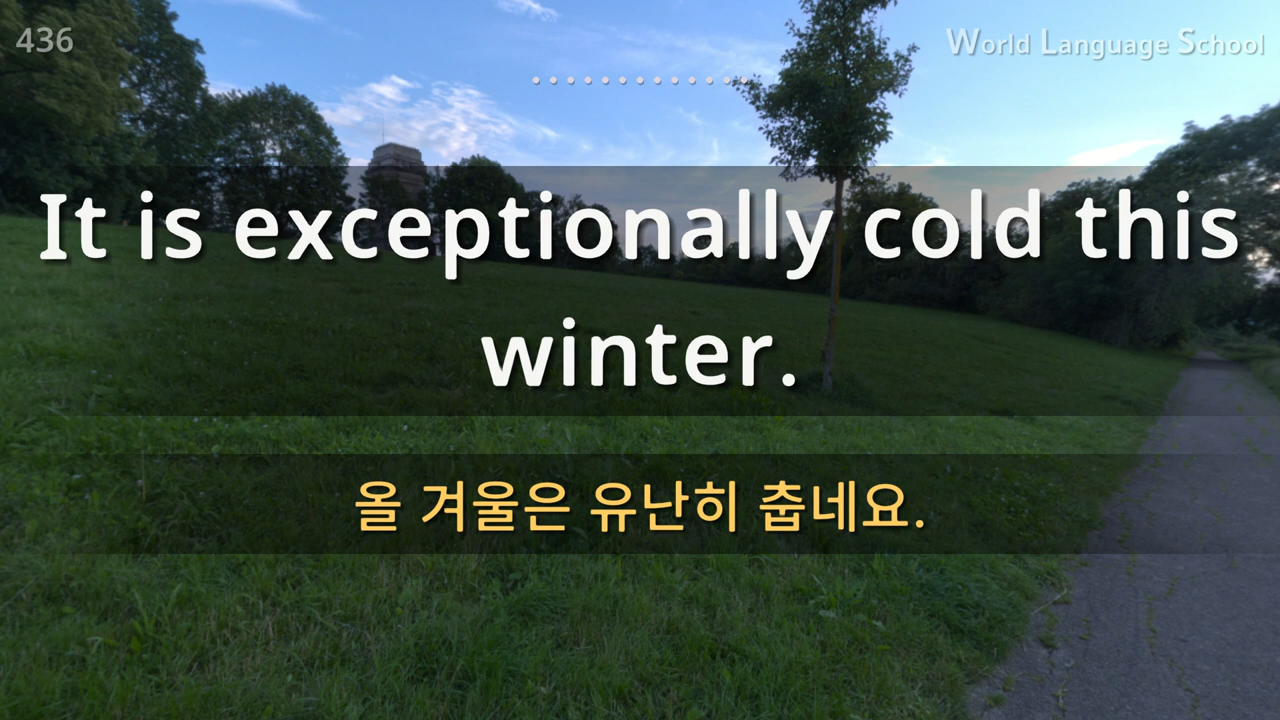 436
World Language School
It is exceptionally cold this
winter.
올 겨울은 유난히 춥네요.